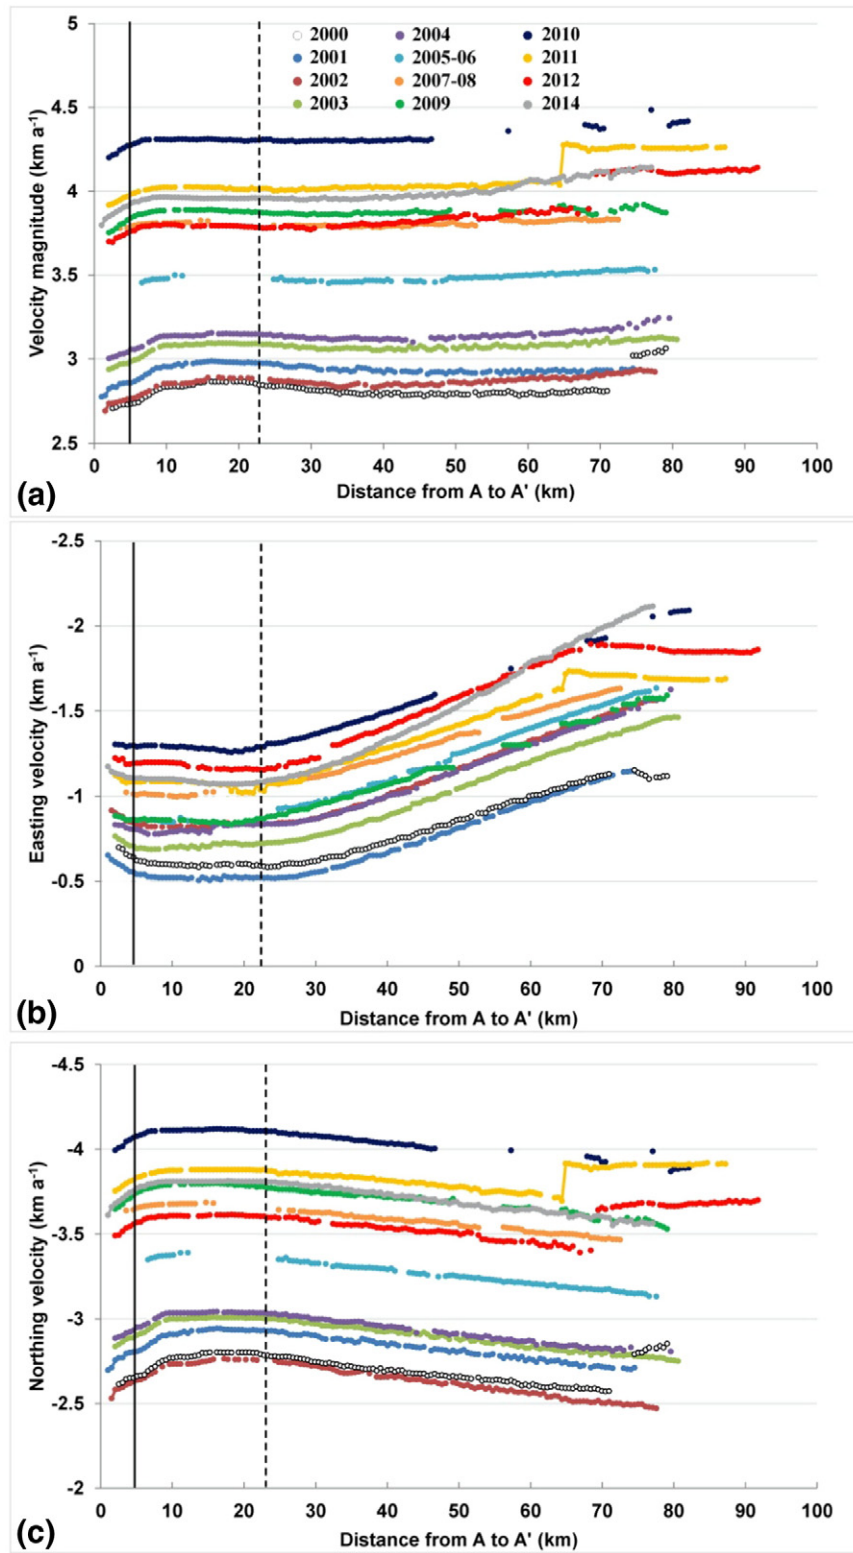 5
2000 2004 2010
2001 2005-06 2011
4.5
2002 2007-08 2012
2003 2009 2014
4
3.5
3
2.5
Velocity magnitude (km a⁻¹)
0 10 20 30 40 50 60 70 80 90 100
(a) Distance from A to A' (km)
-2.5
-2
-1.5
-1
-0.5
0
Easting velocity (km a⁻¹)
0 10 20 30 40 50 60 70 80 90 100
(b) Distance from A to A' (km)
-4.5
-4
-3.5
-3
-2.5
-2
Northing velocity (km a⁻¹)
0 10 20 30 40 50 60 70 80 90 100
(c) Distance from A to A' (km)